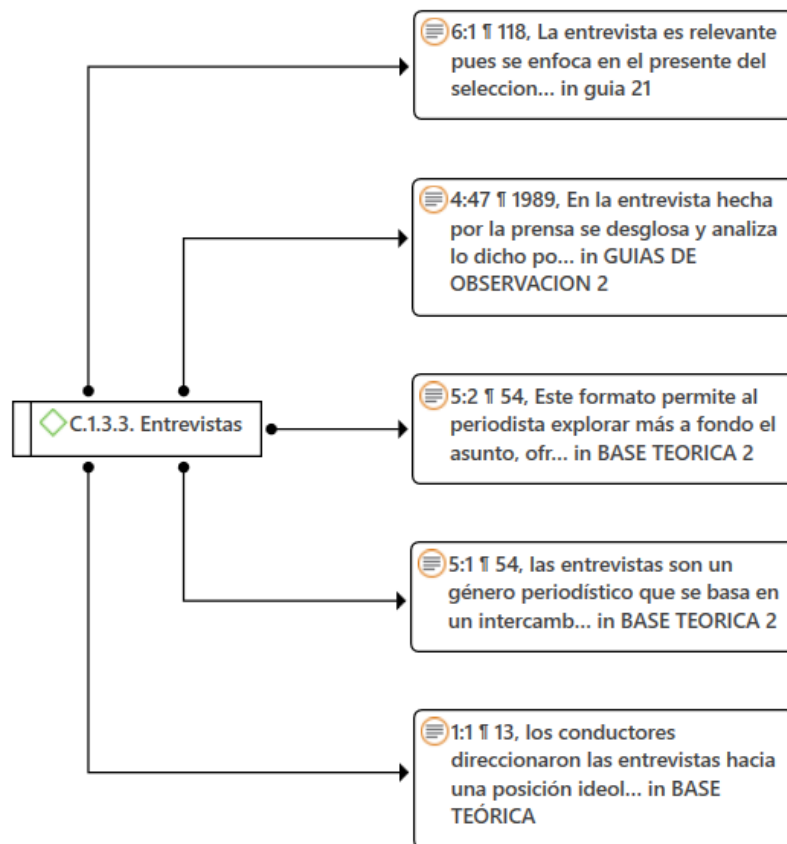 6:1 ¶ 118, La entrevista es relevante
pues se enfoca en el presente del
seleccion... in guia 21
4:47 ¶ 1989, En la entrevista hecha
por la prensa se desglosa y analiza
lo dicho po... in GUIAS DE
OBSERVACION 2
C.1.3.3. Entrevistas
5:2 ¶ 54, Este formato permite al
periodista explorar más a fondo el
asunto, ofr... in BASE TEORICA 2
5:1 ¶ 54, las entrevistas son un
género periodístico que se basa en
un intercamb... in BASE TEORICA 2
1:1 ¶ 13, los conductores
direccionaron las entrevistas hacia
una posición ideol... in BASE
TEÓRICA